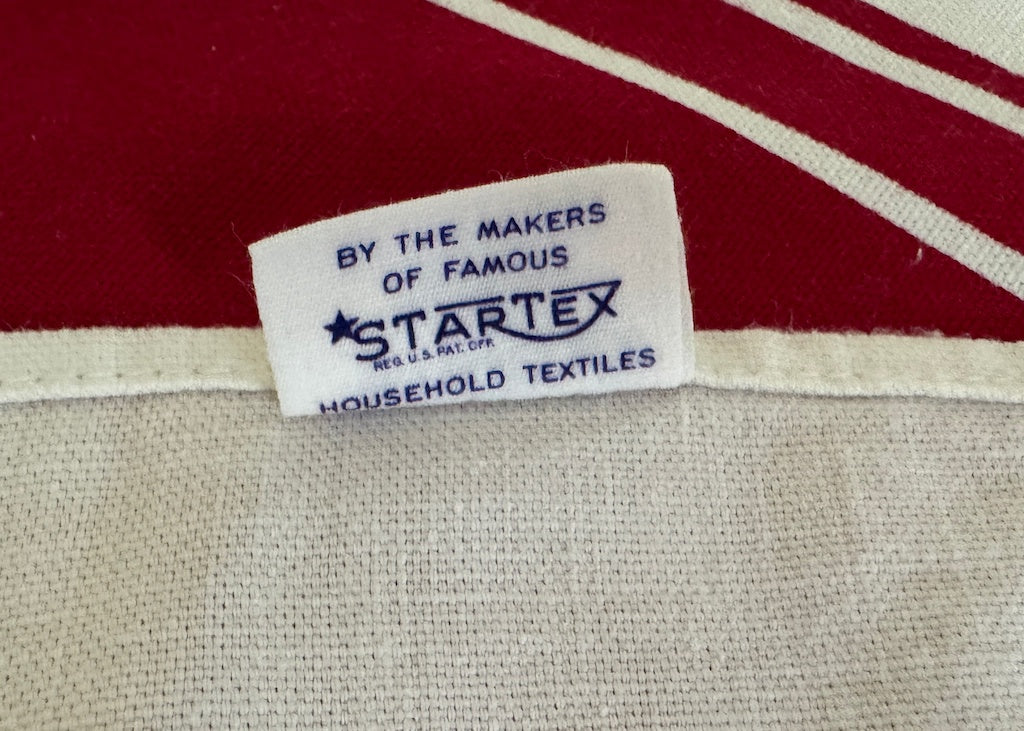 BY THE MAKERS
OF FAMOUS
★STARTEX
REG. U.S. PAT. OFF.
HOUSEHOLD TEXTILES